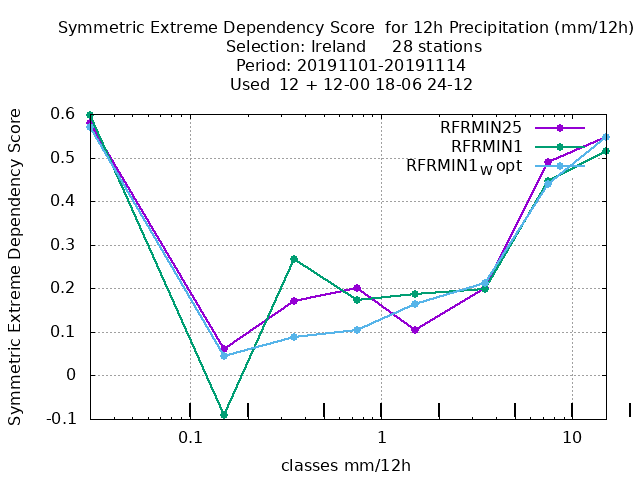 Symmetric Extreme Dependency Score  for 12h Precipitation (mm/12h)
Selection: Ireland     28 stations
Period: 20191101-20191114
Used  12 + 12-00 18-06 24-12
Symmetric Extreme Dependency Score
0.6
0.5
0.4
0.3
0.2
0.1
0
-0.1
RFRMIN25
RFRMIN1
RFRMIN1W opt
0.1 1 10
classes mm/12h